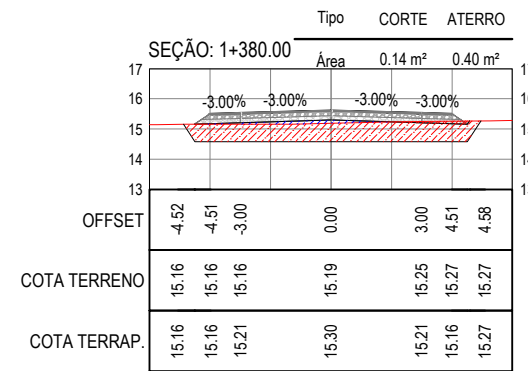 Tipo CORTE ATERRO
SEÇÃO: 1+380.00
Área 0.14 m² 0.40 m²
17
16
15
14
13
-3.00% -3.00% -3.00% -3.00%
OFFSET -4.52 -4.51 -3.00 0.00 3.00 4.51 4.58
COTA TERRENO 15.16 15.16 15.16 15.19 15.25 15.27 15.27
COTA TERRAP. 15.16 15.16 15.21 15.30 15.21 15.16 15.27